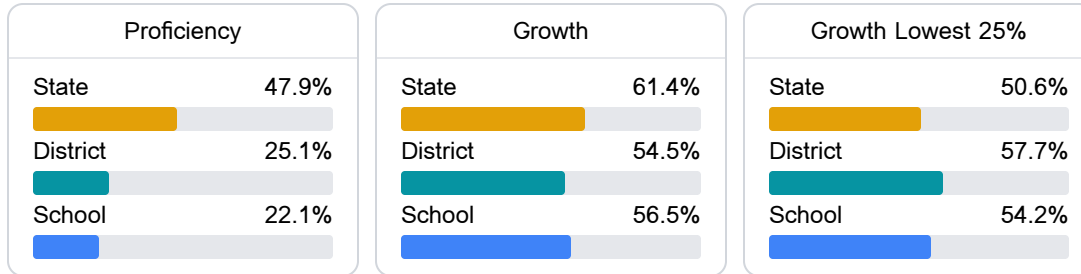 Proficiency
State 47.9%
District 25.1%
School 22.1%
Growth
State 61.4%
District 54.5%
School 56.5%
Growth Lowest 25%
State 50.6%
District 57.7%
School 54.2%